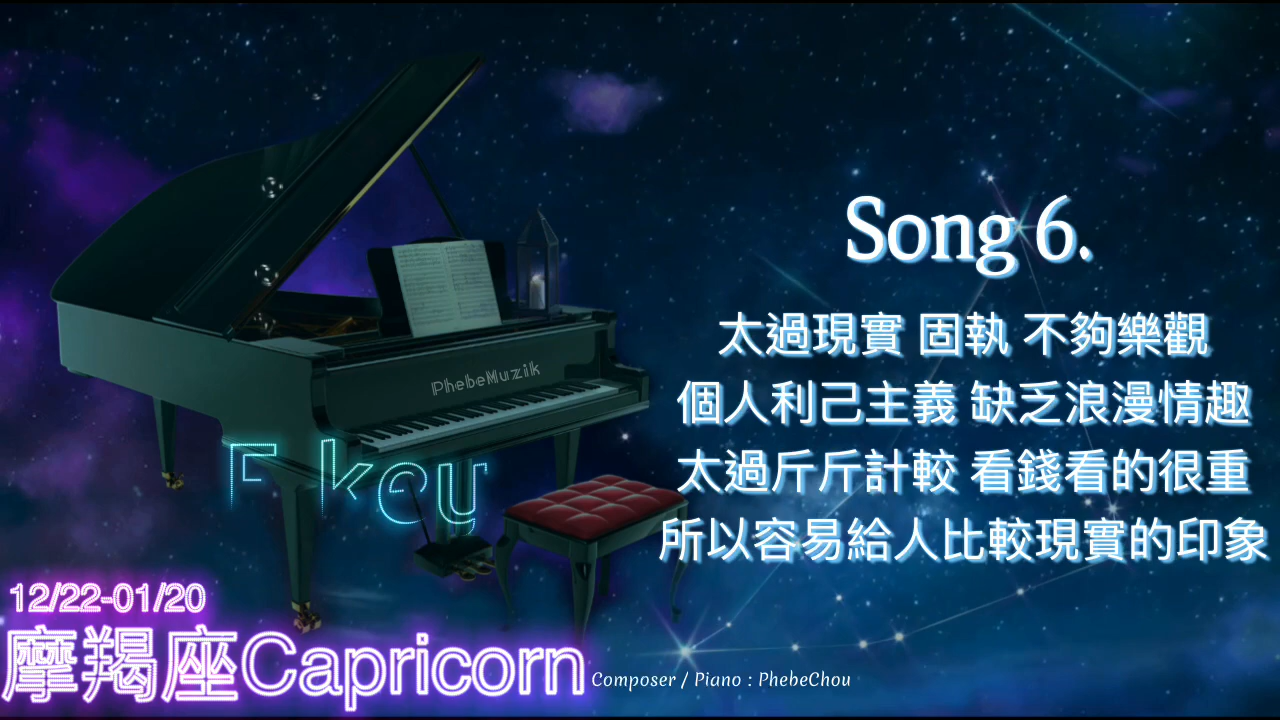 Song 6.
太過現實 固執 不夠樂觀
個人利己主義 缺乏浪漫情趣
太過斤斤計較 看錢看的很重
所以容易給人比較現實的印象
PhebeMuzik
F key
12/22-01/20
摩羯座Capricorn
Composer / Piano : PhebeChou